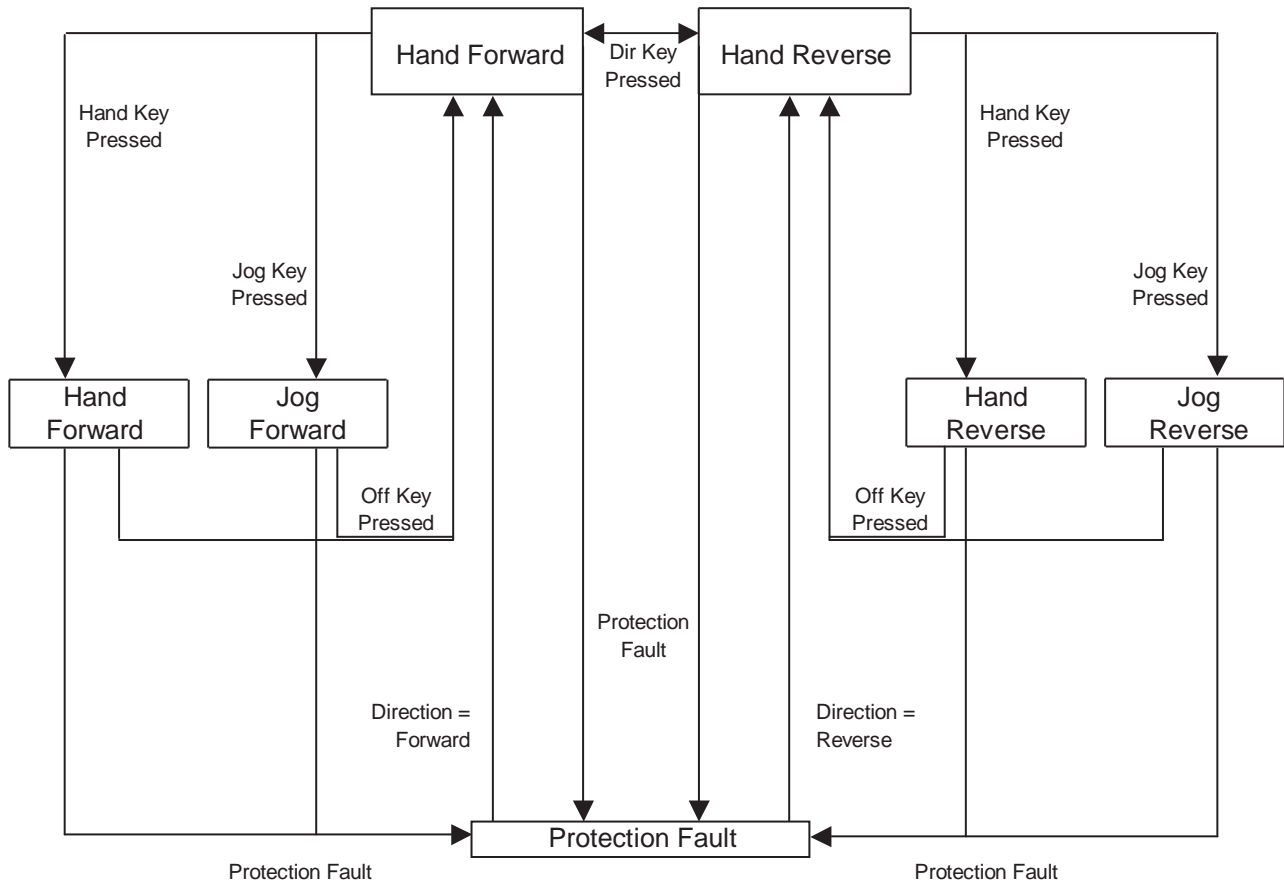 Hand Forward
Dir Key
Pressed
Hand Reverse
Hand Key
Pressed
Hand Key
Pressed
Jog Key
Pressed
Jog Key
Pressed
Hand
Forward
Jog
Forward
Hand
Reverse
Jog
Reverse
Off Key
Pressed
Off Key
Pressed
Protection
Fault
Direction =
Forward
Direction =
Reverse
Protection Fault
Protection Fault
Protection Fault